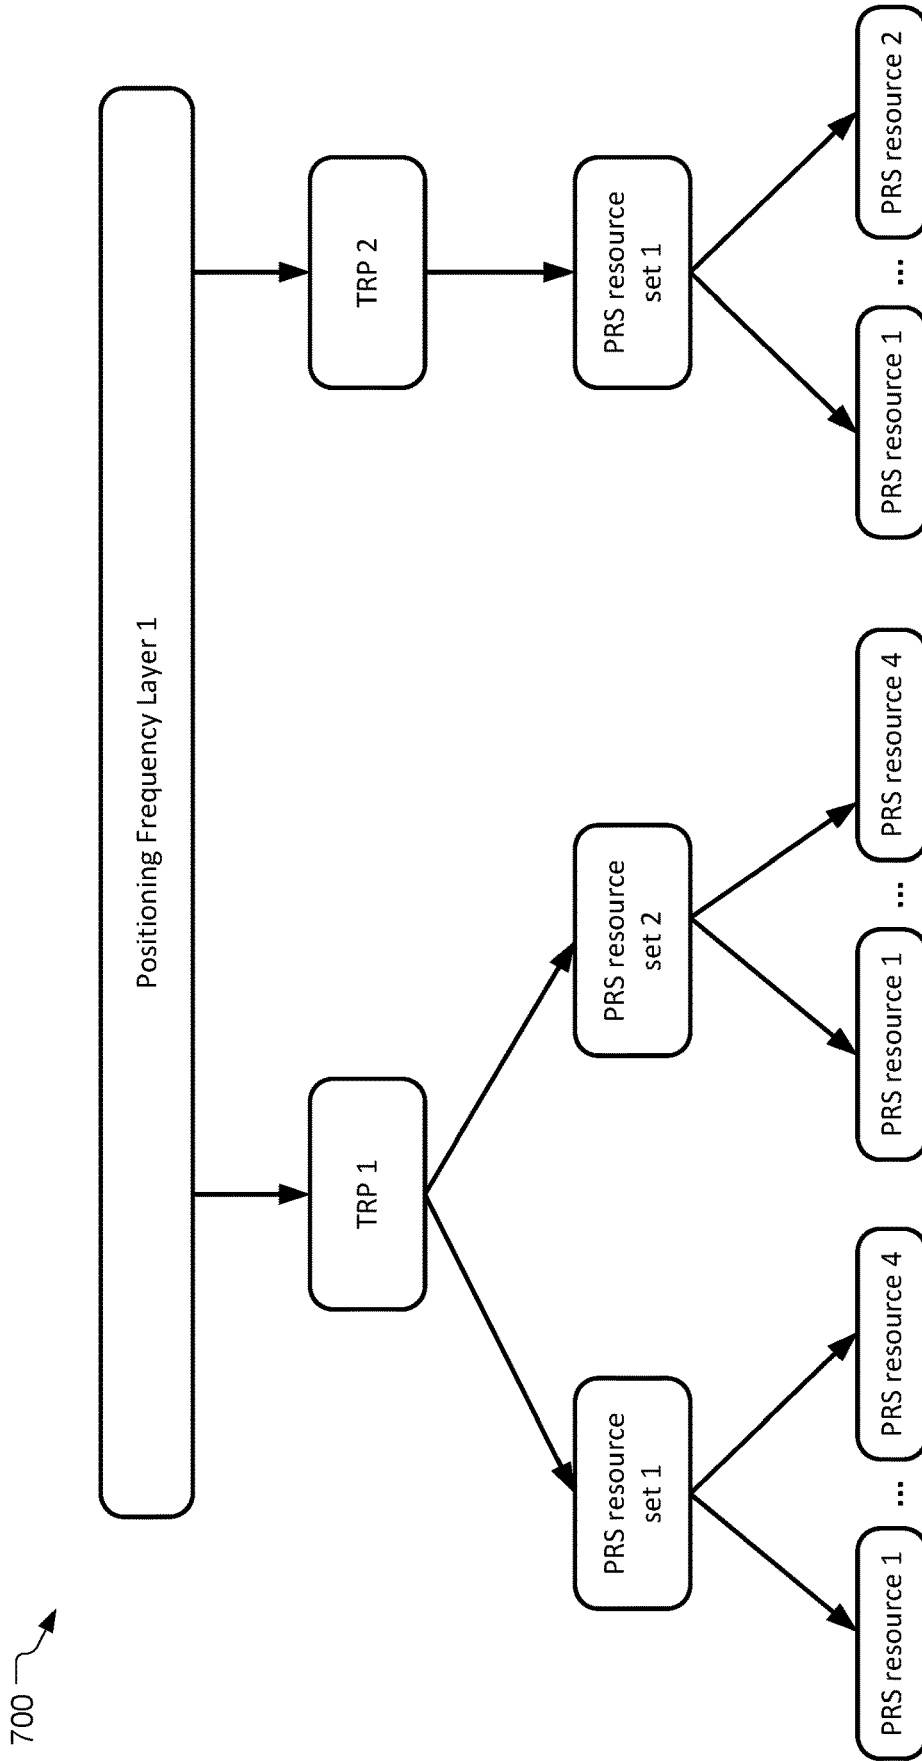 700
Positioning Frequency Layer 1
TRP 1
TRP 2
PRS resource
set 1
PRS resource
set 2
PRS resource
set 1
PRS resource 1
...
PRS resource 4
PRS resource 1
...
PRS resource 4
PRS resource 1
...
PRS resource 2